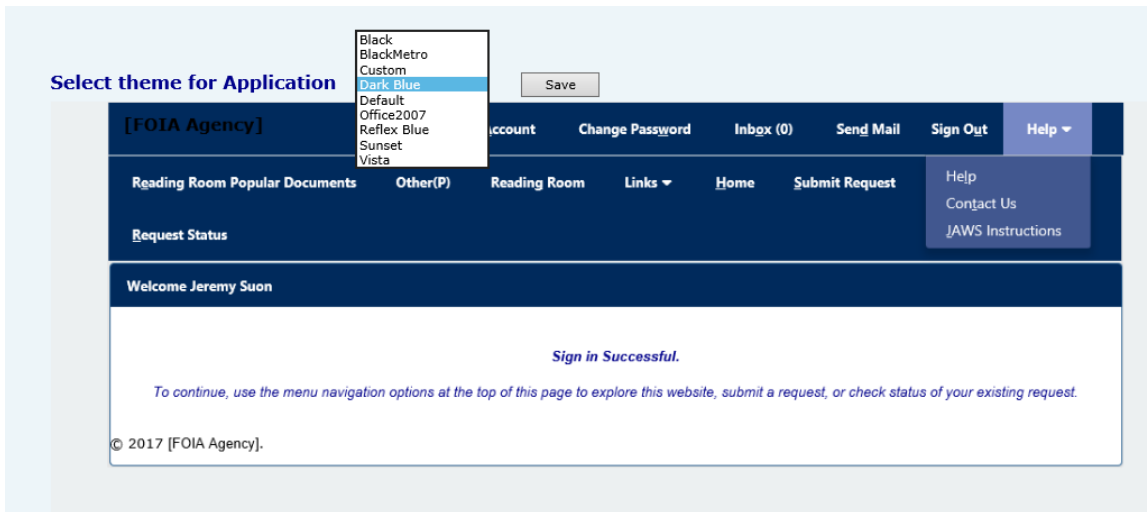 Black
BlackMetro
Custom
Select theme for Application Dark Blue Save
Default
Office2007
Reflex Blue
Sunset
Vista
[FOIA Agency] Account Change Password Inbox (0) Send Mail Sign Out Help
Reading Room Popular Documents Other(P) Reading Room Links Home Submit Request
Help
Contact Us
JAWS Instructions
Request Status
Welcome Jeremy Suon
Sign in Successful.
To continue, use the menu navigation options at the top of this page to explore this website, submit a request, or check status of your existing request.
© 2017 [FOIA Agency].